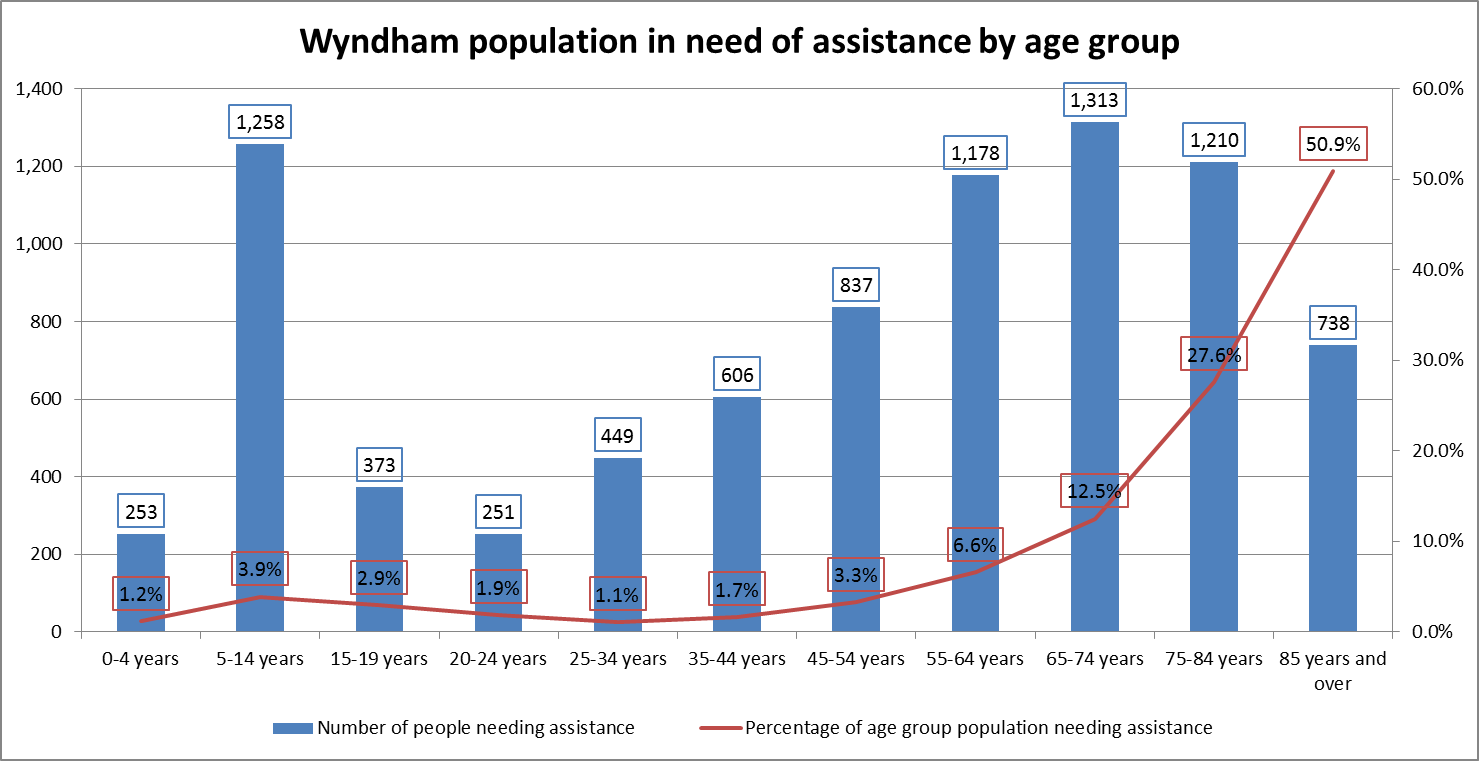 Wyndham population in need of assistance by age group
1,400
1,200
1,000
800
600
400
200
0
60.0%
50.0%
40.0%
30.0%
20.0%
10.0%
0.0%
253
1,258
373
251
449
606
837
1,178
1,313
1,210
738
1.2%
3.9%
2.9%
1.9%
1.1%
1.7%
3.3%
6.6%
12.5%
27.6%
50.9%
0-4 years
5-14 years
15-19 years
20-24 years
25-34 years
35-44 years
45-54 years
55-64 years
65-74 years
75-84 years
85 years and
over
Number of people needing assistance
Percentage of age group population needing assistance